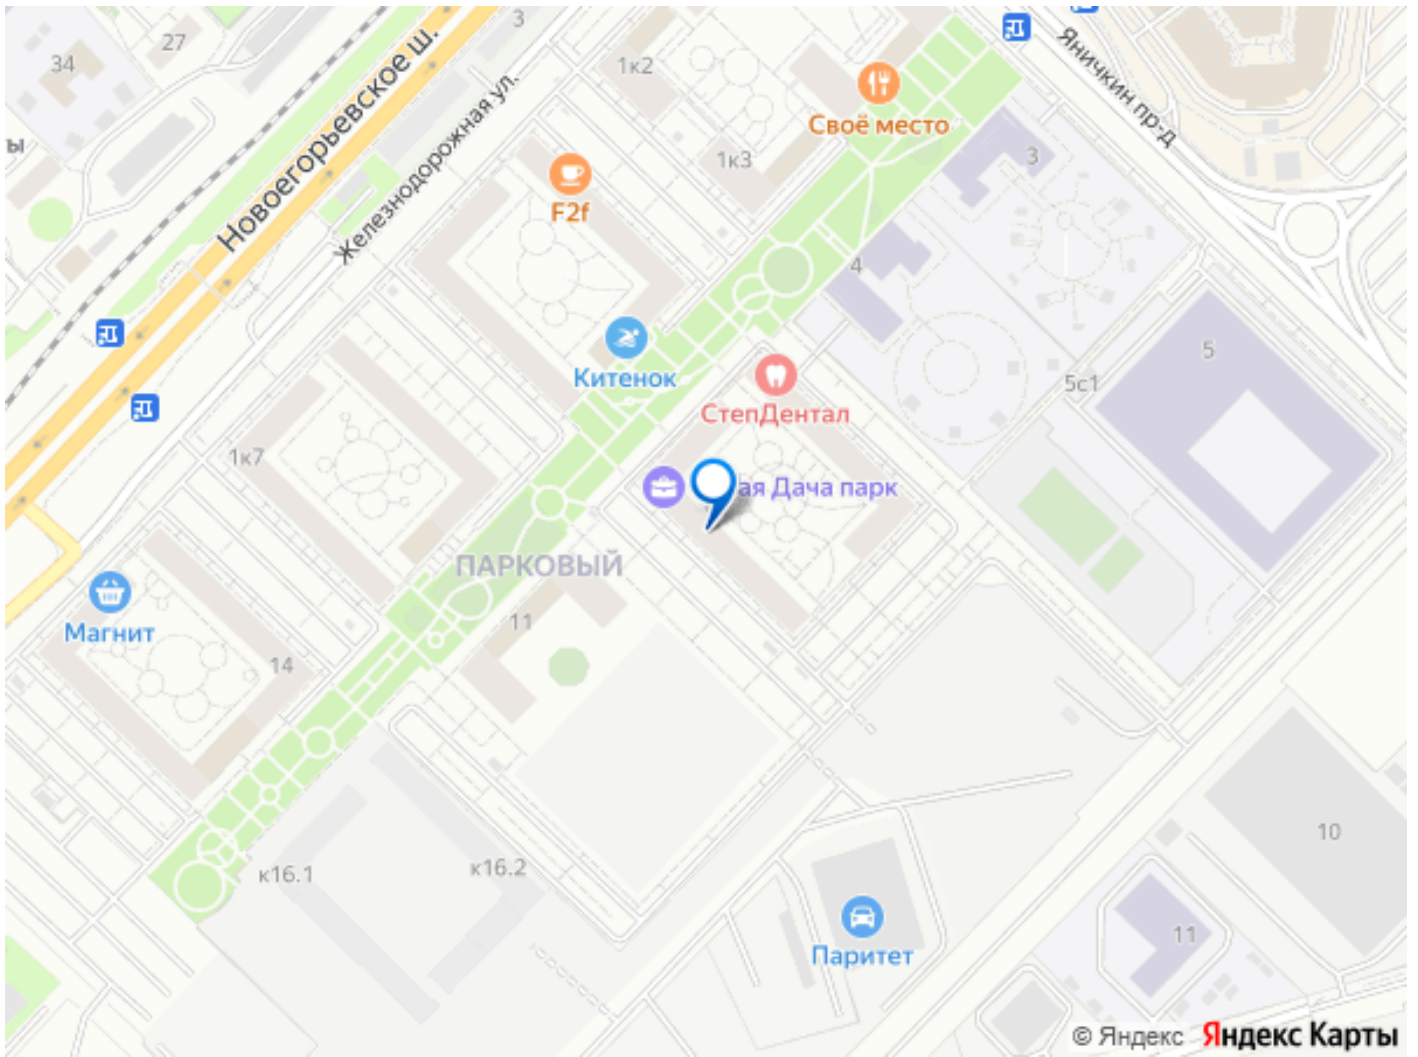 3
27
34
Новоегорьевское ш.
Железнодорожная ул.
1к2
Яничкин пр-д
Своё место
3
1к3
ы
F2f
4
5
Китенок
5с1
СтепДентал
1к7
ая Дача парк
ПАРКОВЫЙ
11
Магнит
14
10
к16.1
к16.2
11
Паритет
© Яндекс Яндекс Карты